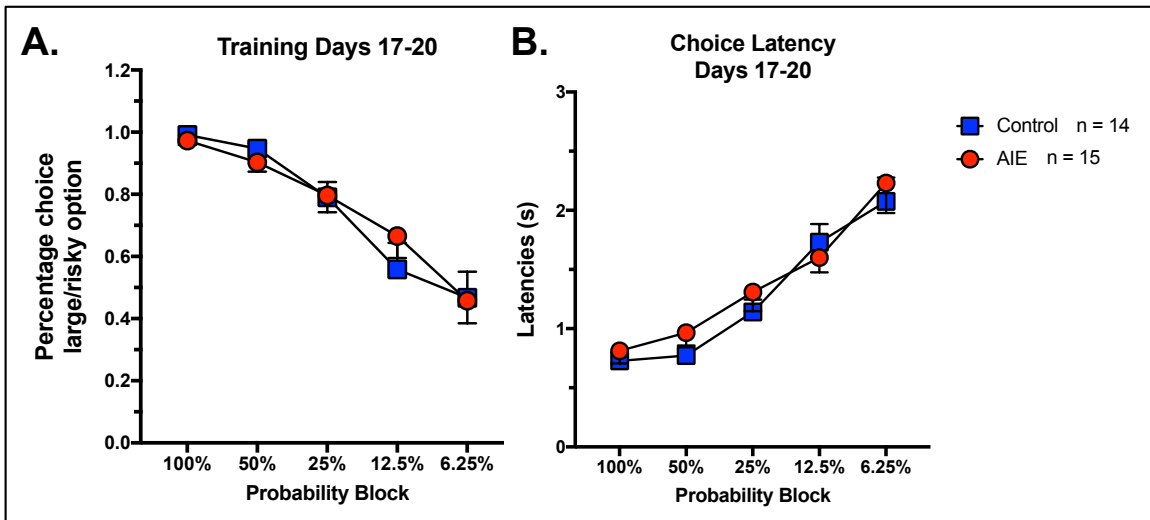 A.
Training Days 17-20
Percentage choice
large/risky option
1.2
1.0
0.8
0.6
0.4
0.2
0.0
100%
50%
25%
12.5%
6.25%
Probability Block
B.
Choice Latency
Days 17-20
Latencies (s)
3
2
1
0
100%
50%
25%
12.5%
6.25%
Probability Block
Control n = 14
AIE n = 15